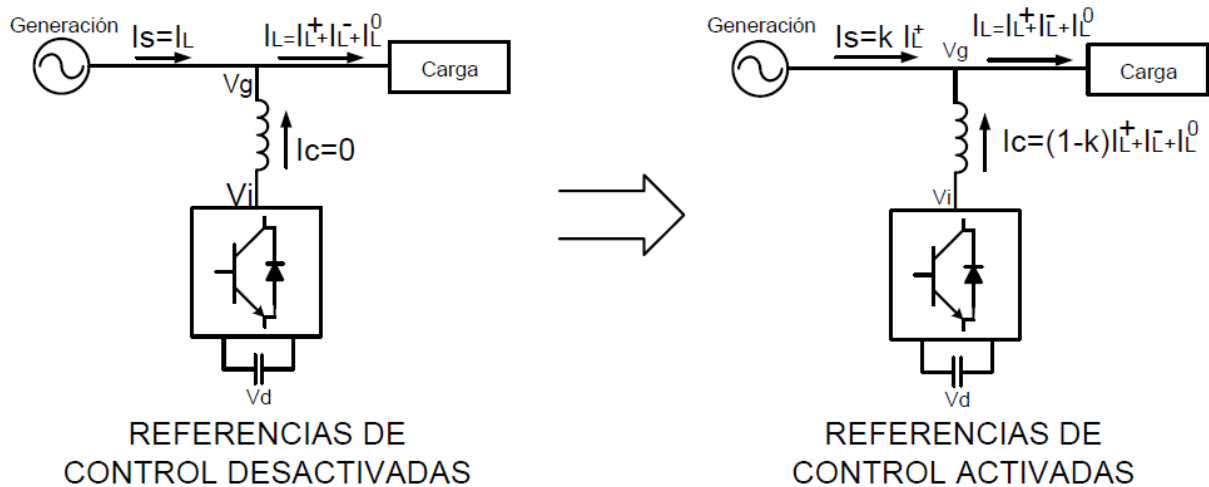 Generación
Is=IL
IL=IL++IL-+IL0
Carga
Vg
Ic=0
Vi
Vd
REFERENCIAS DE
CONTROL DESACTIVADAS
Generación
Is=k IL+
IL=IL++IL-+IL0
Vg
Carga
Ic=(1-k)IL++IL-+IL0
Vi
Vd
REFERENCIAS DE
CONTROL ACTIVADAS